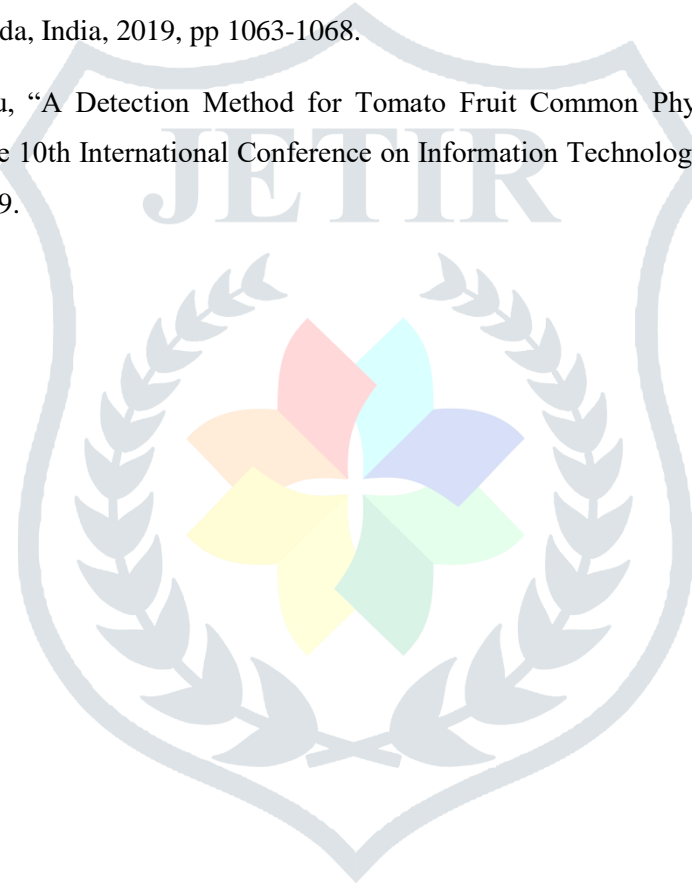 da, India, 2019, pp 1063-1068.
u, “A Detection Method for Tomato Fruit Common Phy
e 10th International Conference on Information Technolog
9.
JETIR